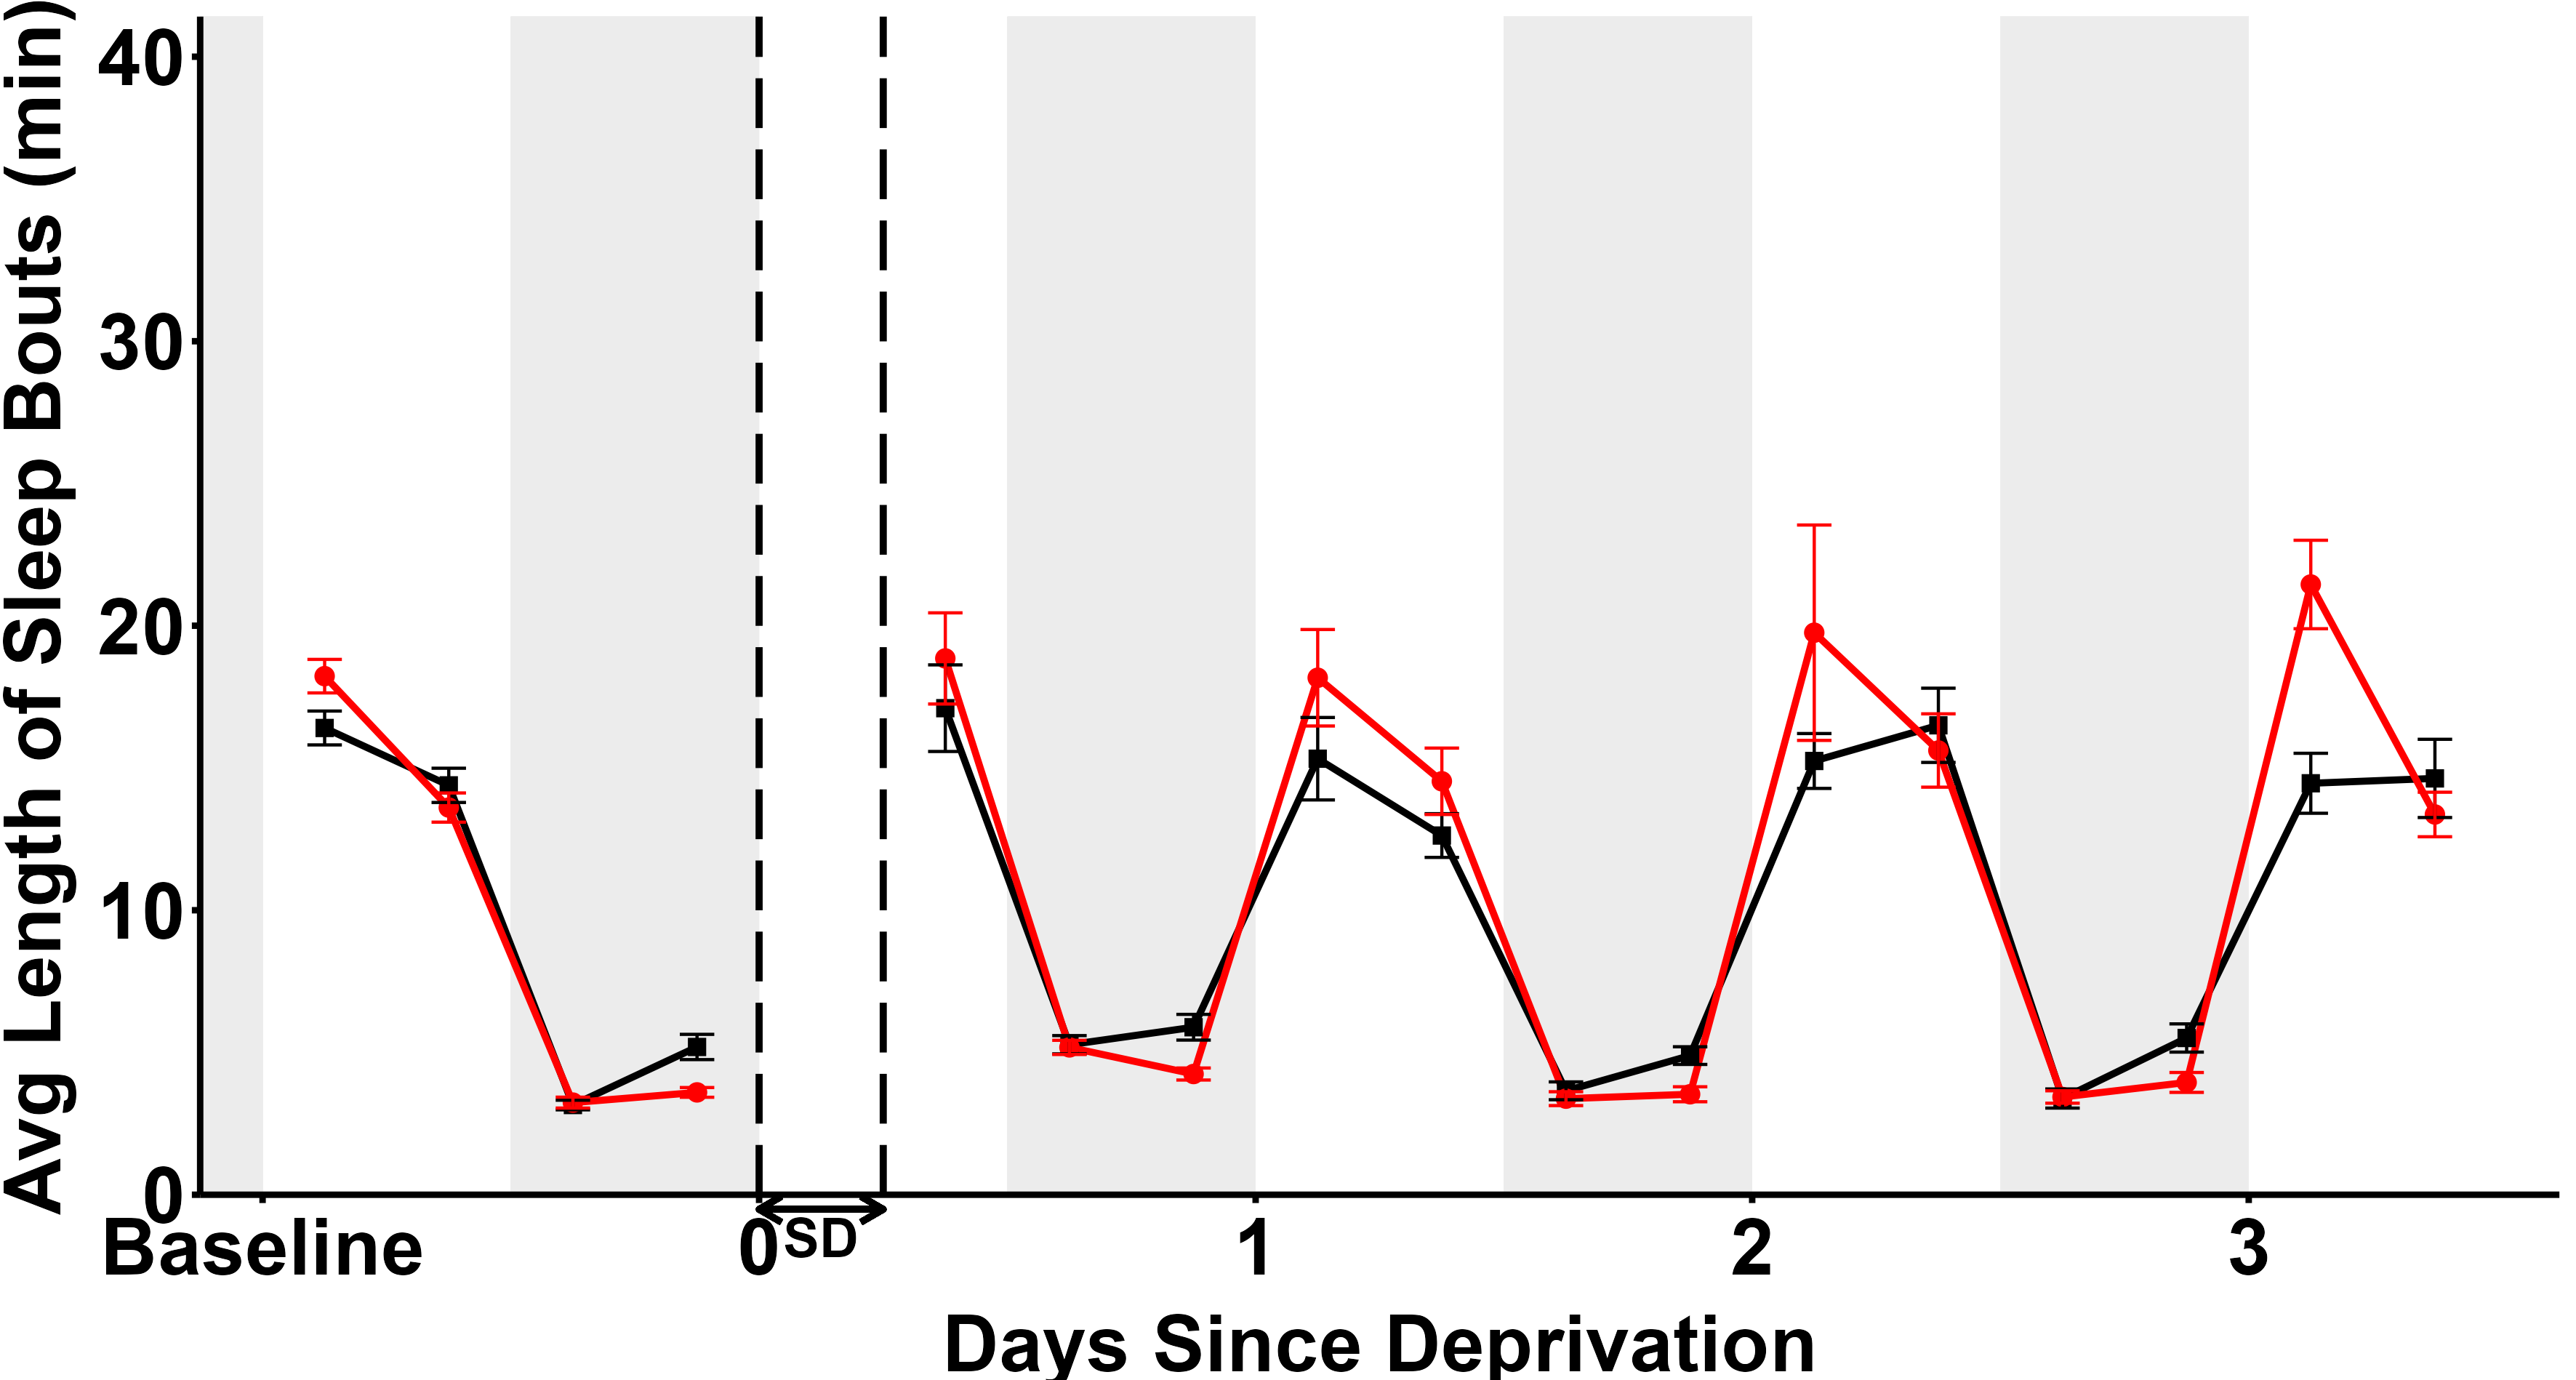 Avg Length of Sleep Bouts (min)
40
30
20
10
0
Baseline 0 SD 1 2 3
Days Since Deprivation